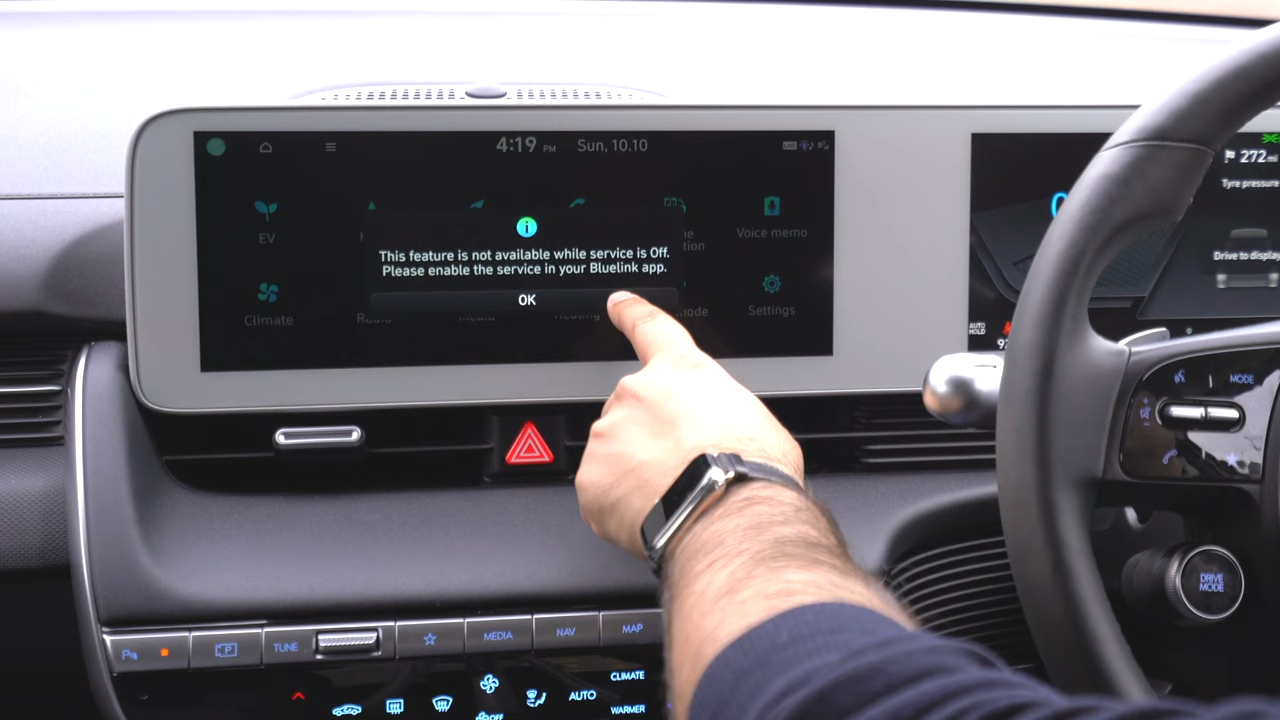 4:19 PM Sun, 10.10
EV
Voice memo
This feature is not available while service is Off.
Please enable the service in your Bluelink app.
OK
Climate
Radio
Media
Settings
272 mi
Tyre pressure
Drive to display
AUTO
HOLD
MODE
DRIVE
MODE
TUNE
MEDIA
NAV
MAP
CLIMATE
AUTO
OFF
WARMER